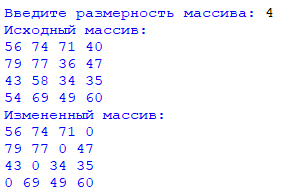 Введите размерность массива: 4
Исходный массив:
56 74 71 40
79 77 36 47
43 58 34 35
54 69 49 60
Измененный массив:
56 74 71 0
79 77 0 47
43 0 34 35
0 69 49 60